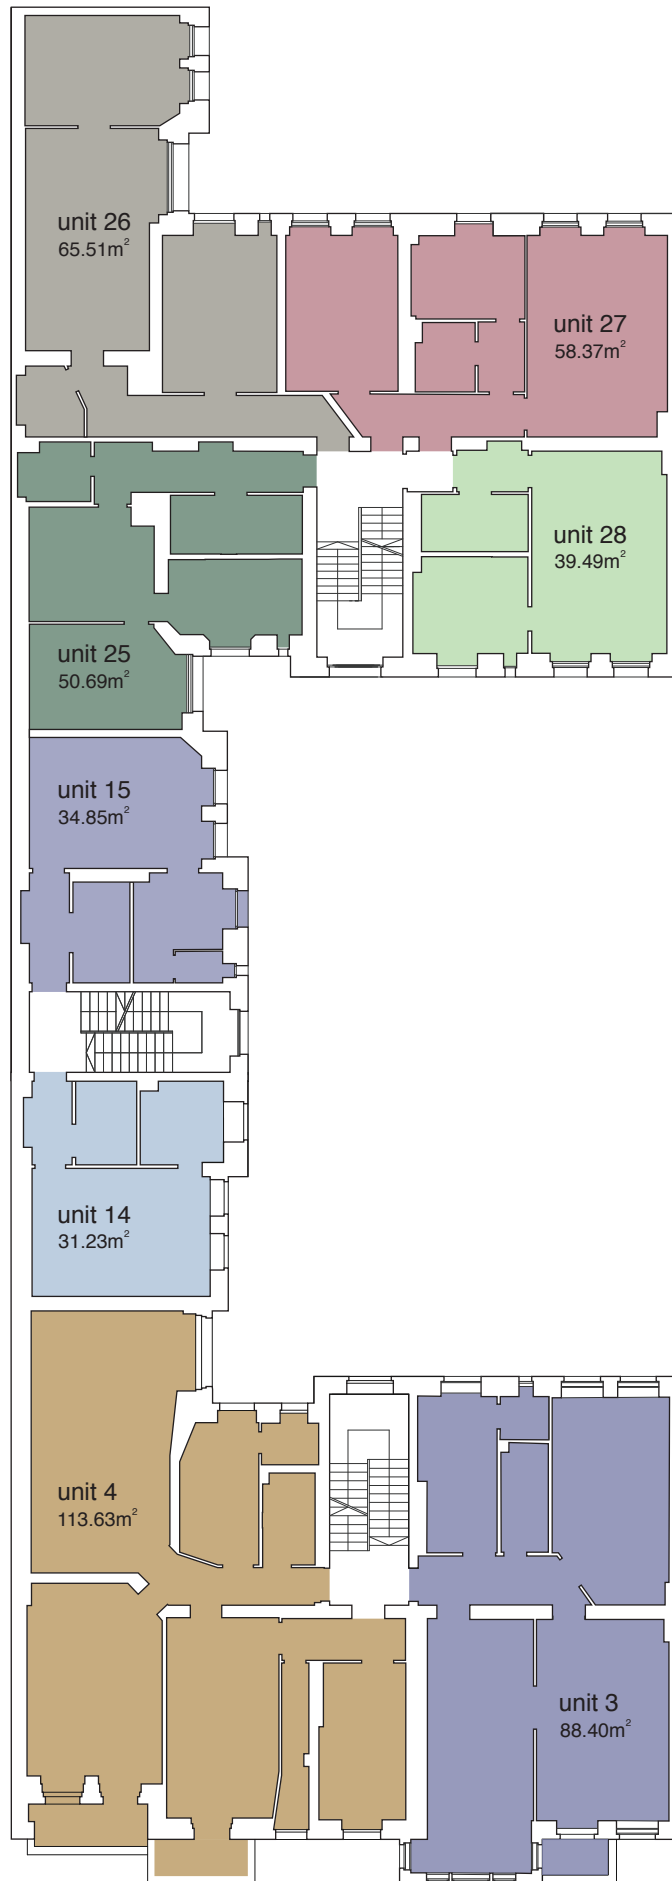 unit 26
65.51m²
unit 27
58.37m²
unit 28
39.49m²
unit 25
50.69m²
unit 15
34.85m²
unit 14
31.23m²
unit 4
113.63m²
unit 3
88.40m²